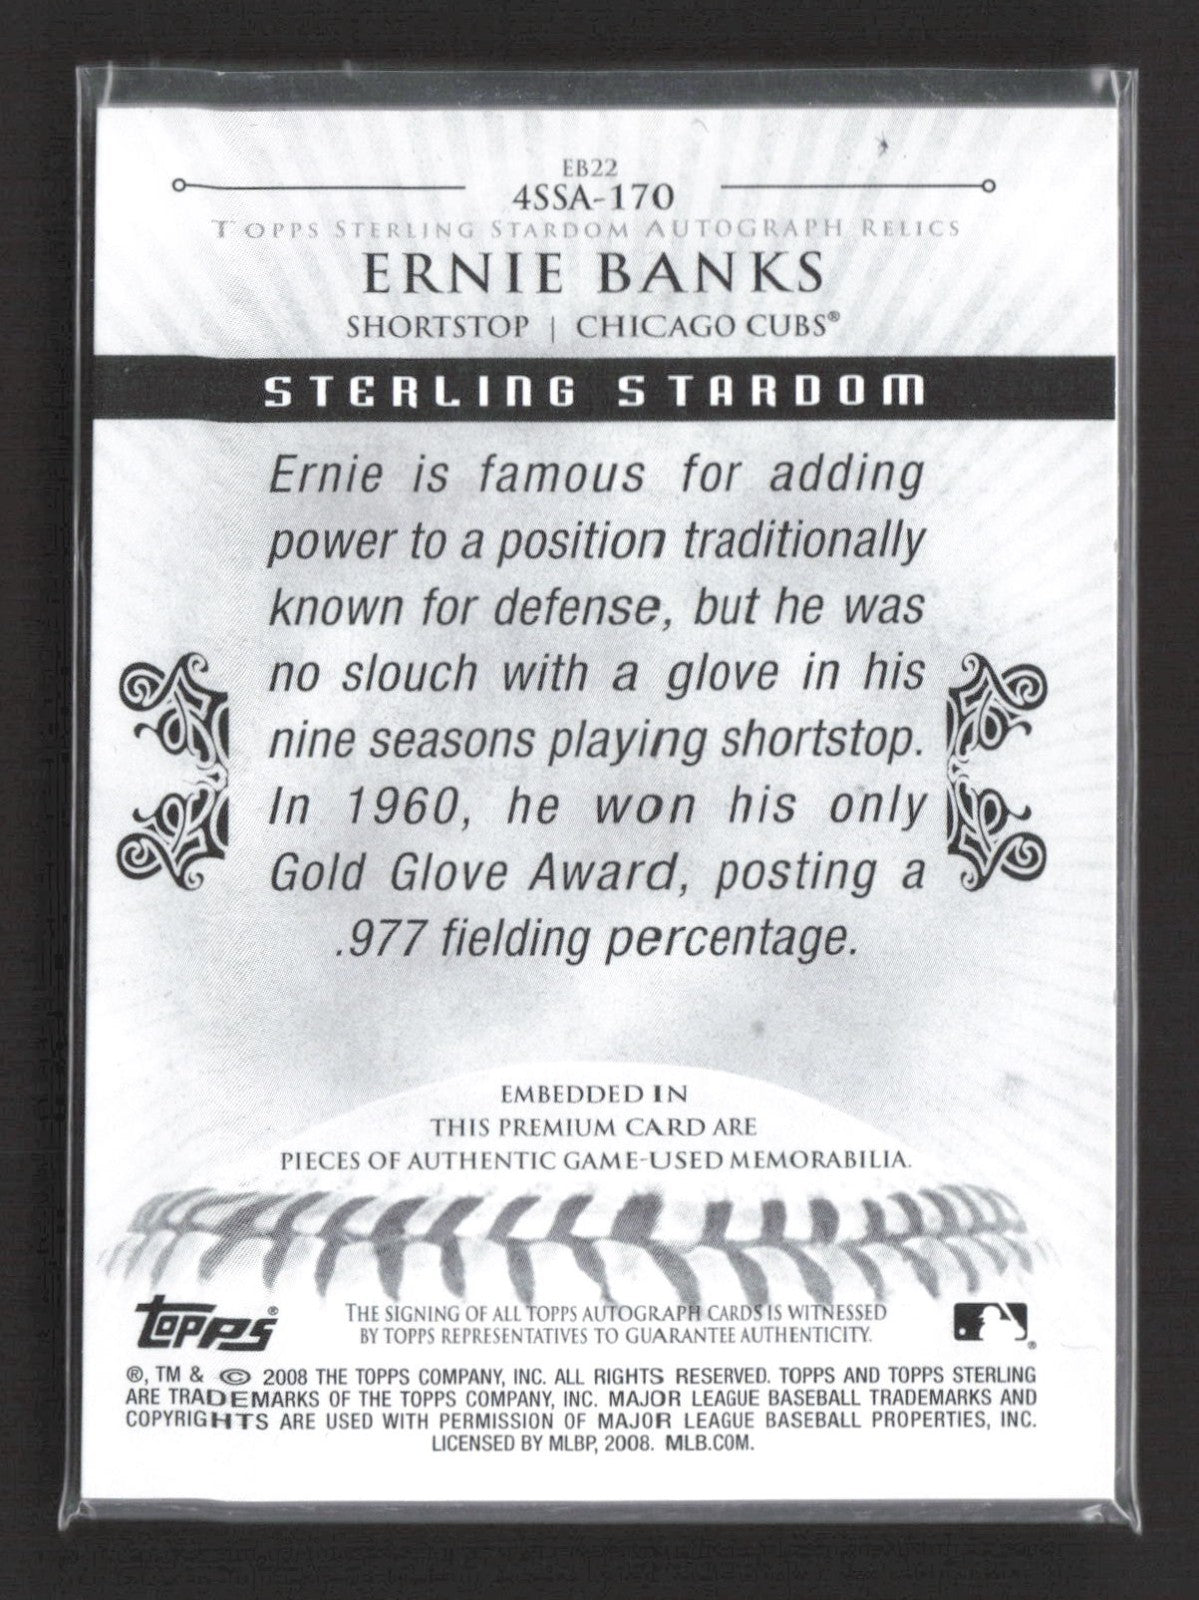 EB22
4SSA-170
TOPPS STERLING STARDOM AUTOGRAPH RELICS
ERNIE BANKS
SHORTSTOP | CHICAGO CUBS®
STERLING STARDOM
Ernie is famous for adding
power to a position traditionally
known for defense, but he was
no slouch with a glove in his
nine seasons playing shortstop.
In 1960, he won his only
Gold Glove Award, posting a
.977 fielding percentage.
EMBEDDED IN
THIS PREMIUM CARD ARE
PIECES OF AUTHENTIC GAME-USED MEMORABILIA.
topps®
THE SIGNING OF ALL TOPPS AUTOGRAPH CARDS IS WITNESSED
BY TOPPS REPRESENTATIVES TO GUARANTEE AUTHENTICITY.
®, TM & © 2008 THE TOPPS COMPANY, INC. ALL RIGHTS RESERVED. TOPPS AND TOPPS STERLING
ARE TRADEMARKS OF THE TOPPS COMPANY, INC. MAJOR LEAGUE BASEBALL TRADEMARKS AND
COPYRIGHTS ARE USED WITH PERMISSION OF MAJOR LEAGUE BASEBALL PROPERTIES, INC.
LICENSED BY MLBP, 2008. MLB.COM.